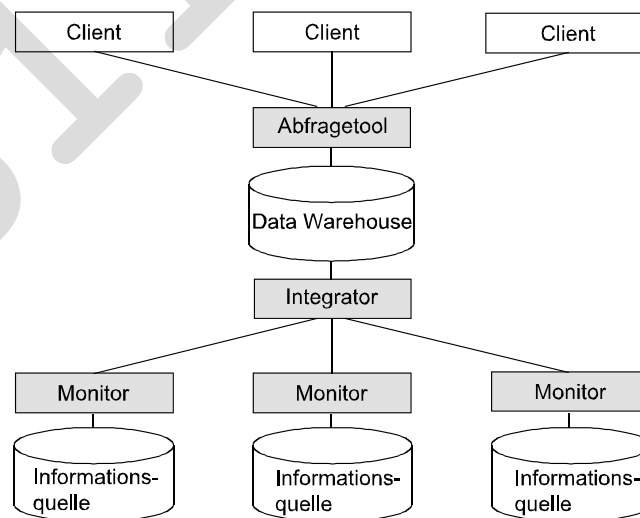 Client
Client
Client
Abfragetool
Data Warehouse
Integrator
Monitor
Monitor
Monitor
Informations-
quelle
Informations-
quelle
Informations-
quelle